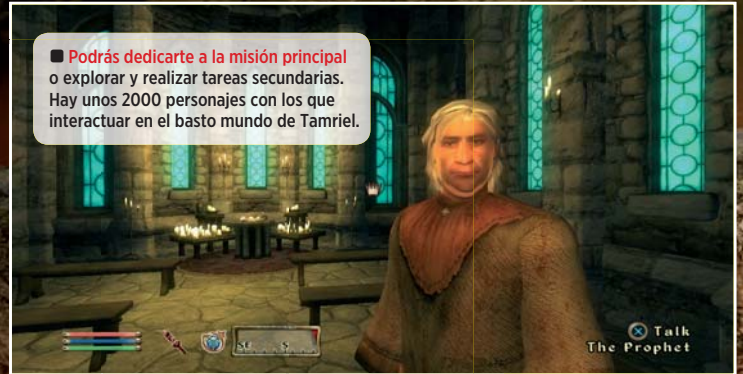 Podrás dedicarte a la misión principal
o explorar y realizar tareas secundarias.
Hay unos 2000 personajes con los que
interactuar en el basto mundo de Tamriel.
Talk
The Prophet